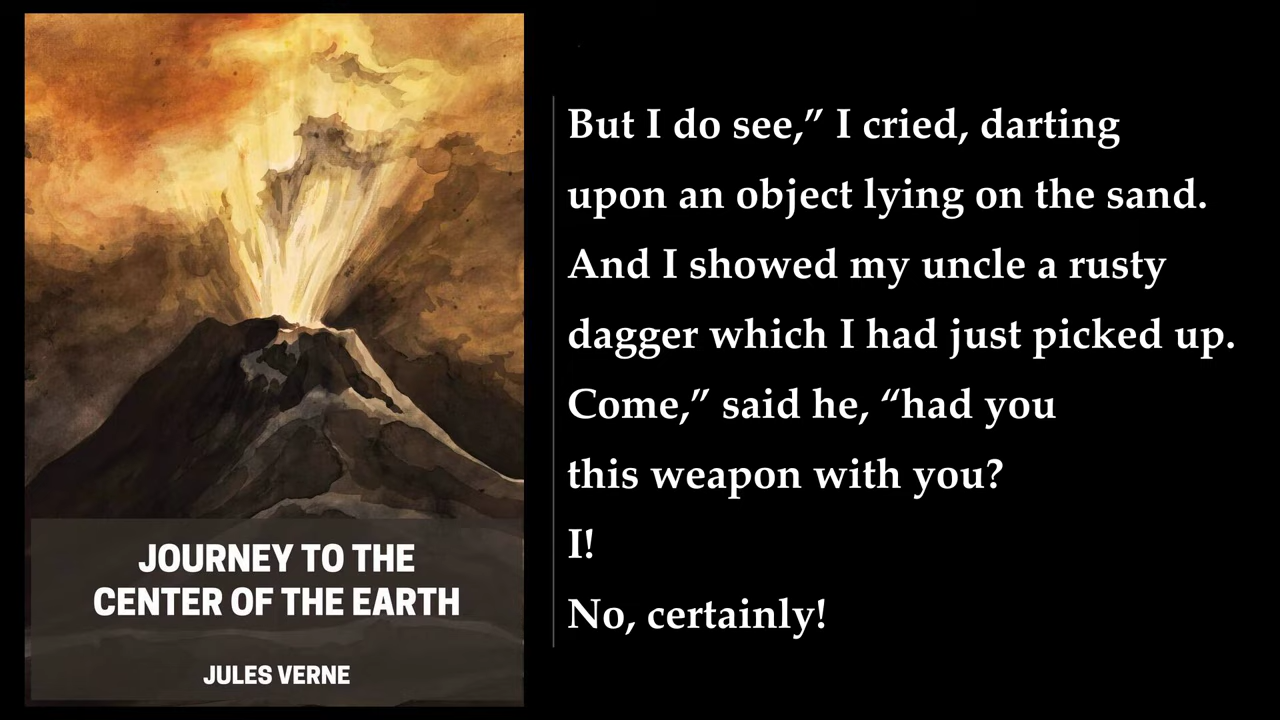 JOURNEY TO THE
CENTER OF THE EARTH
JULES VERNE
But I do see,” I cried, darting
upon an object lying on the sand.
And I showed my uncle a rusty
dagger which I had just picked up.
Come,” said he, “had you
this weapon with you?
I!
No, certainly!